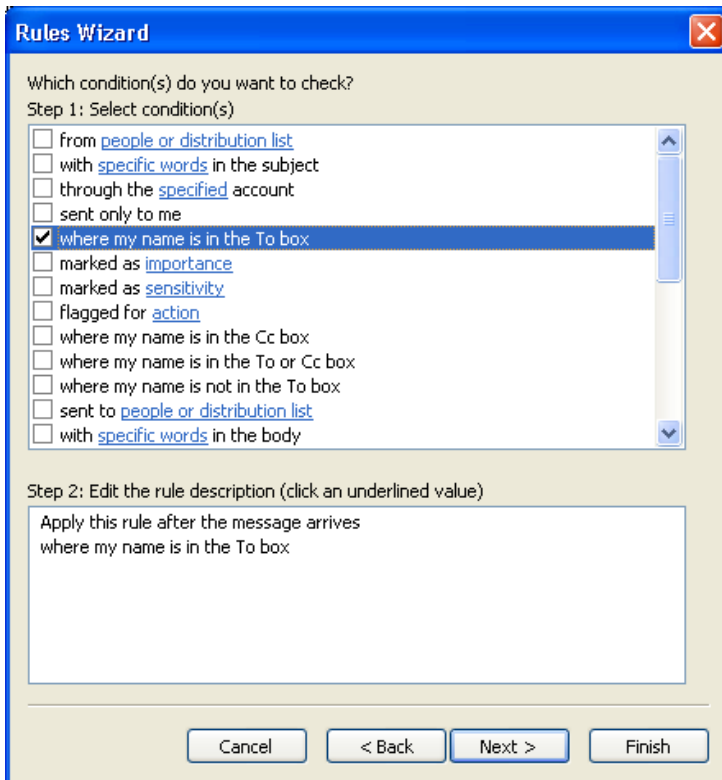 Rules Wizard
Which condition(s) do you want to check?
Step 1: Select condition(s)
from people or distribution list
with specific words in the subject
through the specified account
sent only to me
where my name is in the To box
marked as importance
marked as sensitivity
flagged for action
where my name is in the Cc box
where my name is in the To or Cc box
where my name is not in the To box
sent to people or distribution list
with specific words in the body
Step 2: Edit the rule description (click an underlined value)
Apply this rule after the message arrives
where my name is in the To box
Cancel < Back Next > Finish